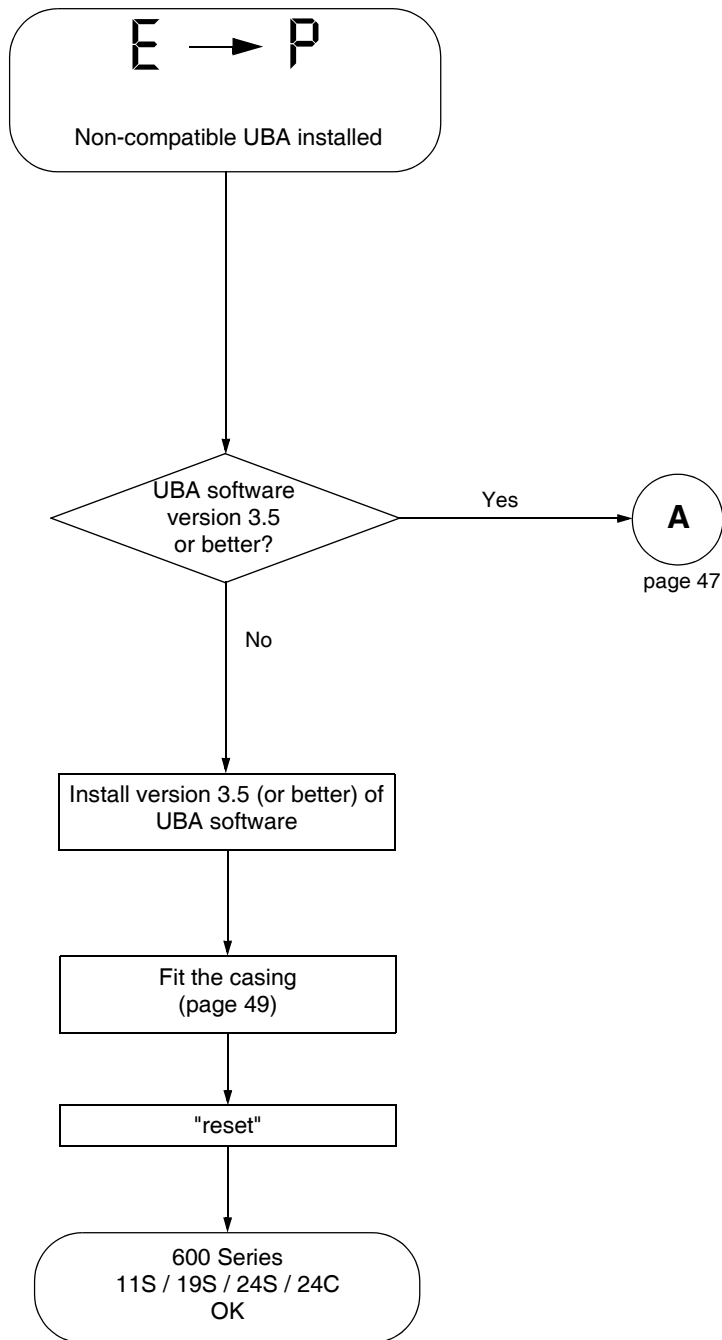 E P
Non-compatible UBA installed
UBA software
version 3.5
or better?
Yes
A
page 47
No
Install version 3.5 (or better) of
UBA software
Fit the casing
(page 49)
"reset"
600 Series
11S / 19S / 24S / 24C
OK